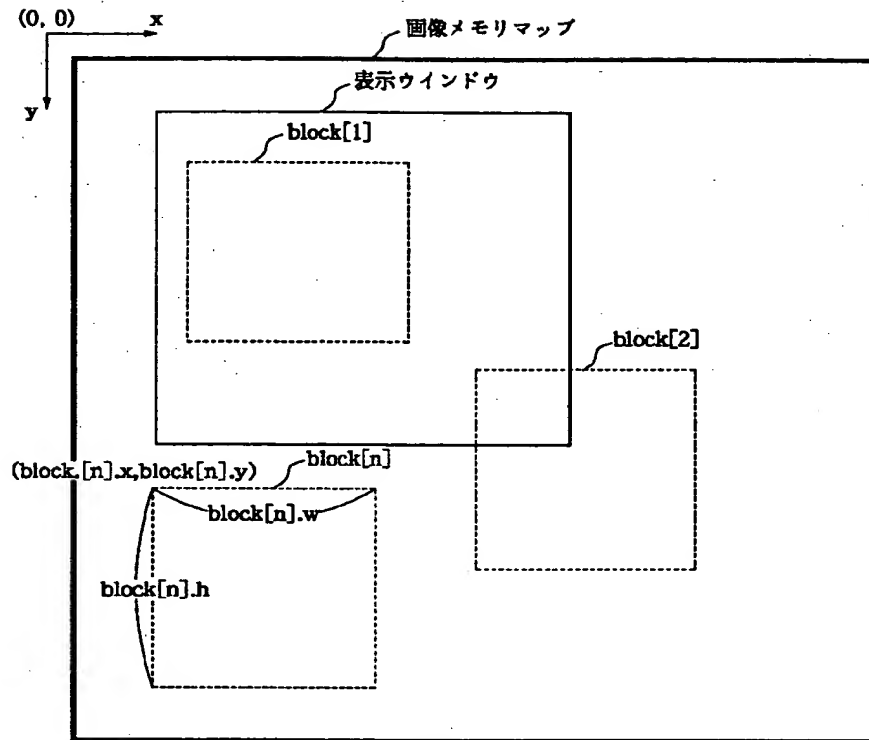 (0, 0)
x
画像メモリマップ
y
表示ウインドウ
block[1]
block[2]
block[n]
(block.[n].x,block[n].y)
block[n].w
block[n].h